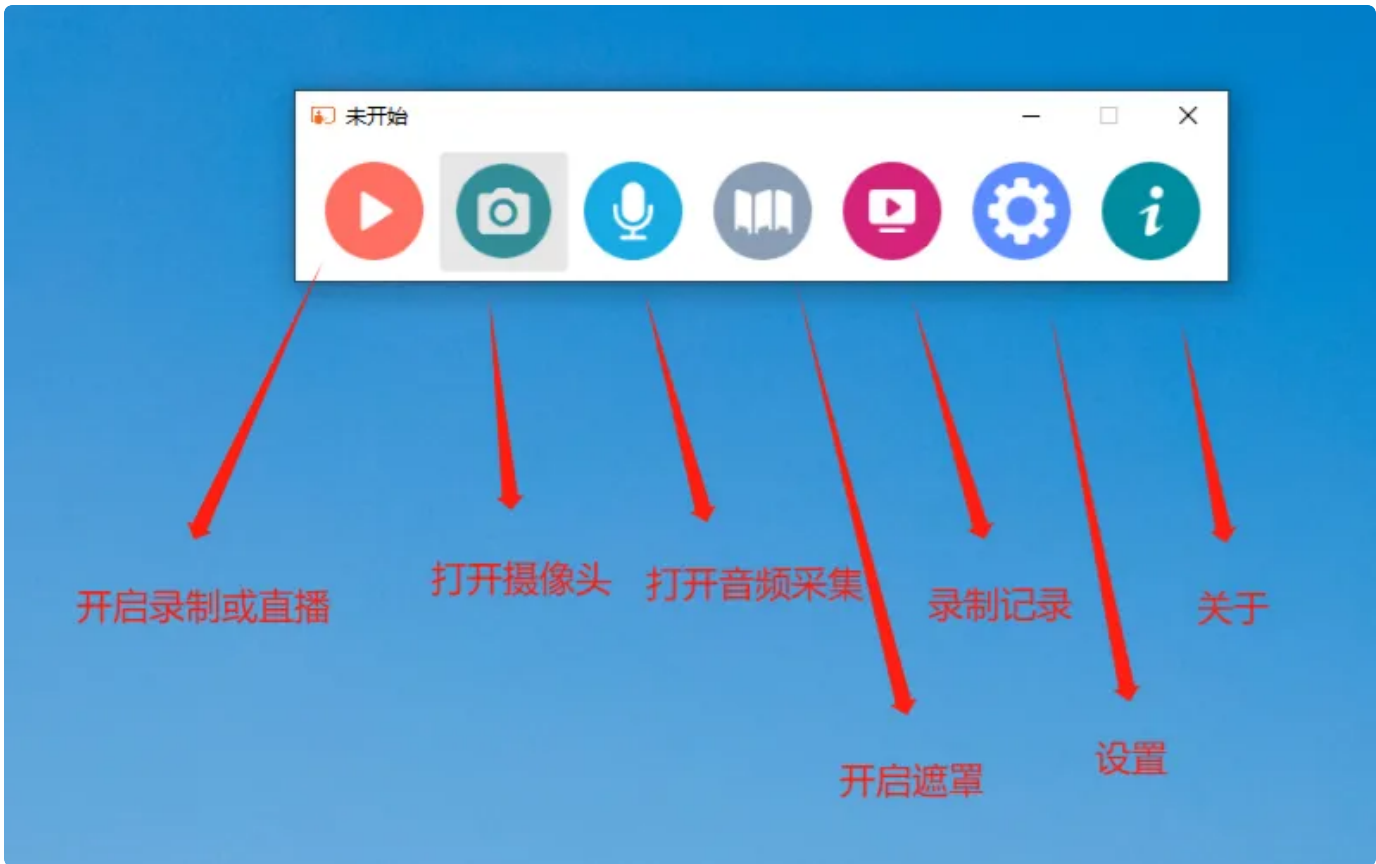 未开始
开启录制或直播
打开摄像头
打开音频采集
录制记录
关于
开启遮罩
设置